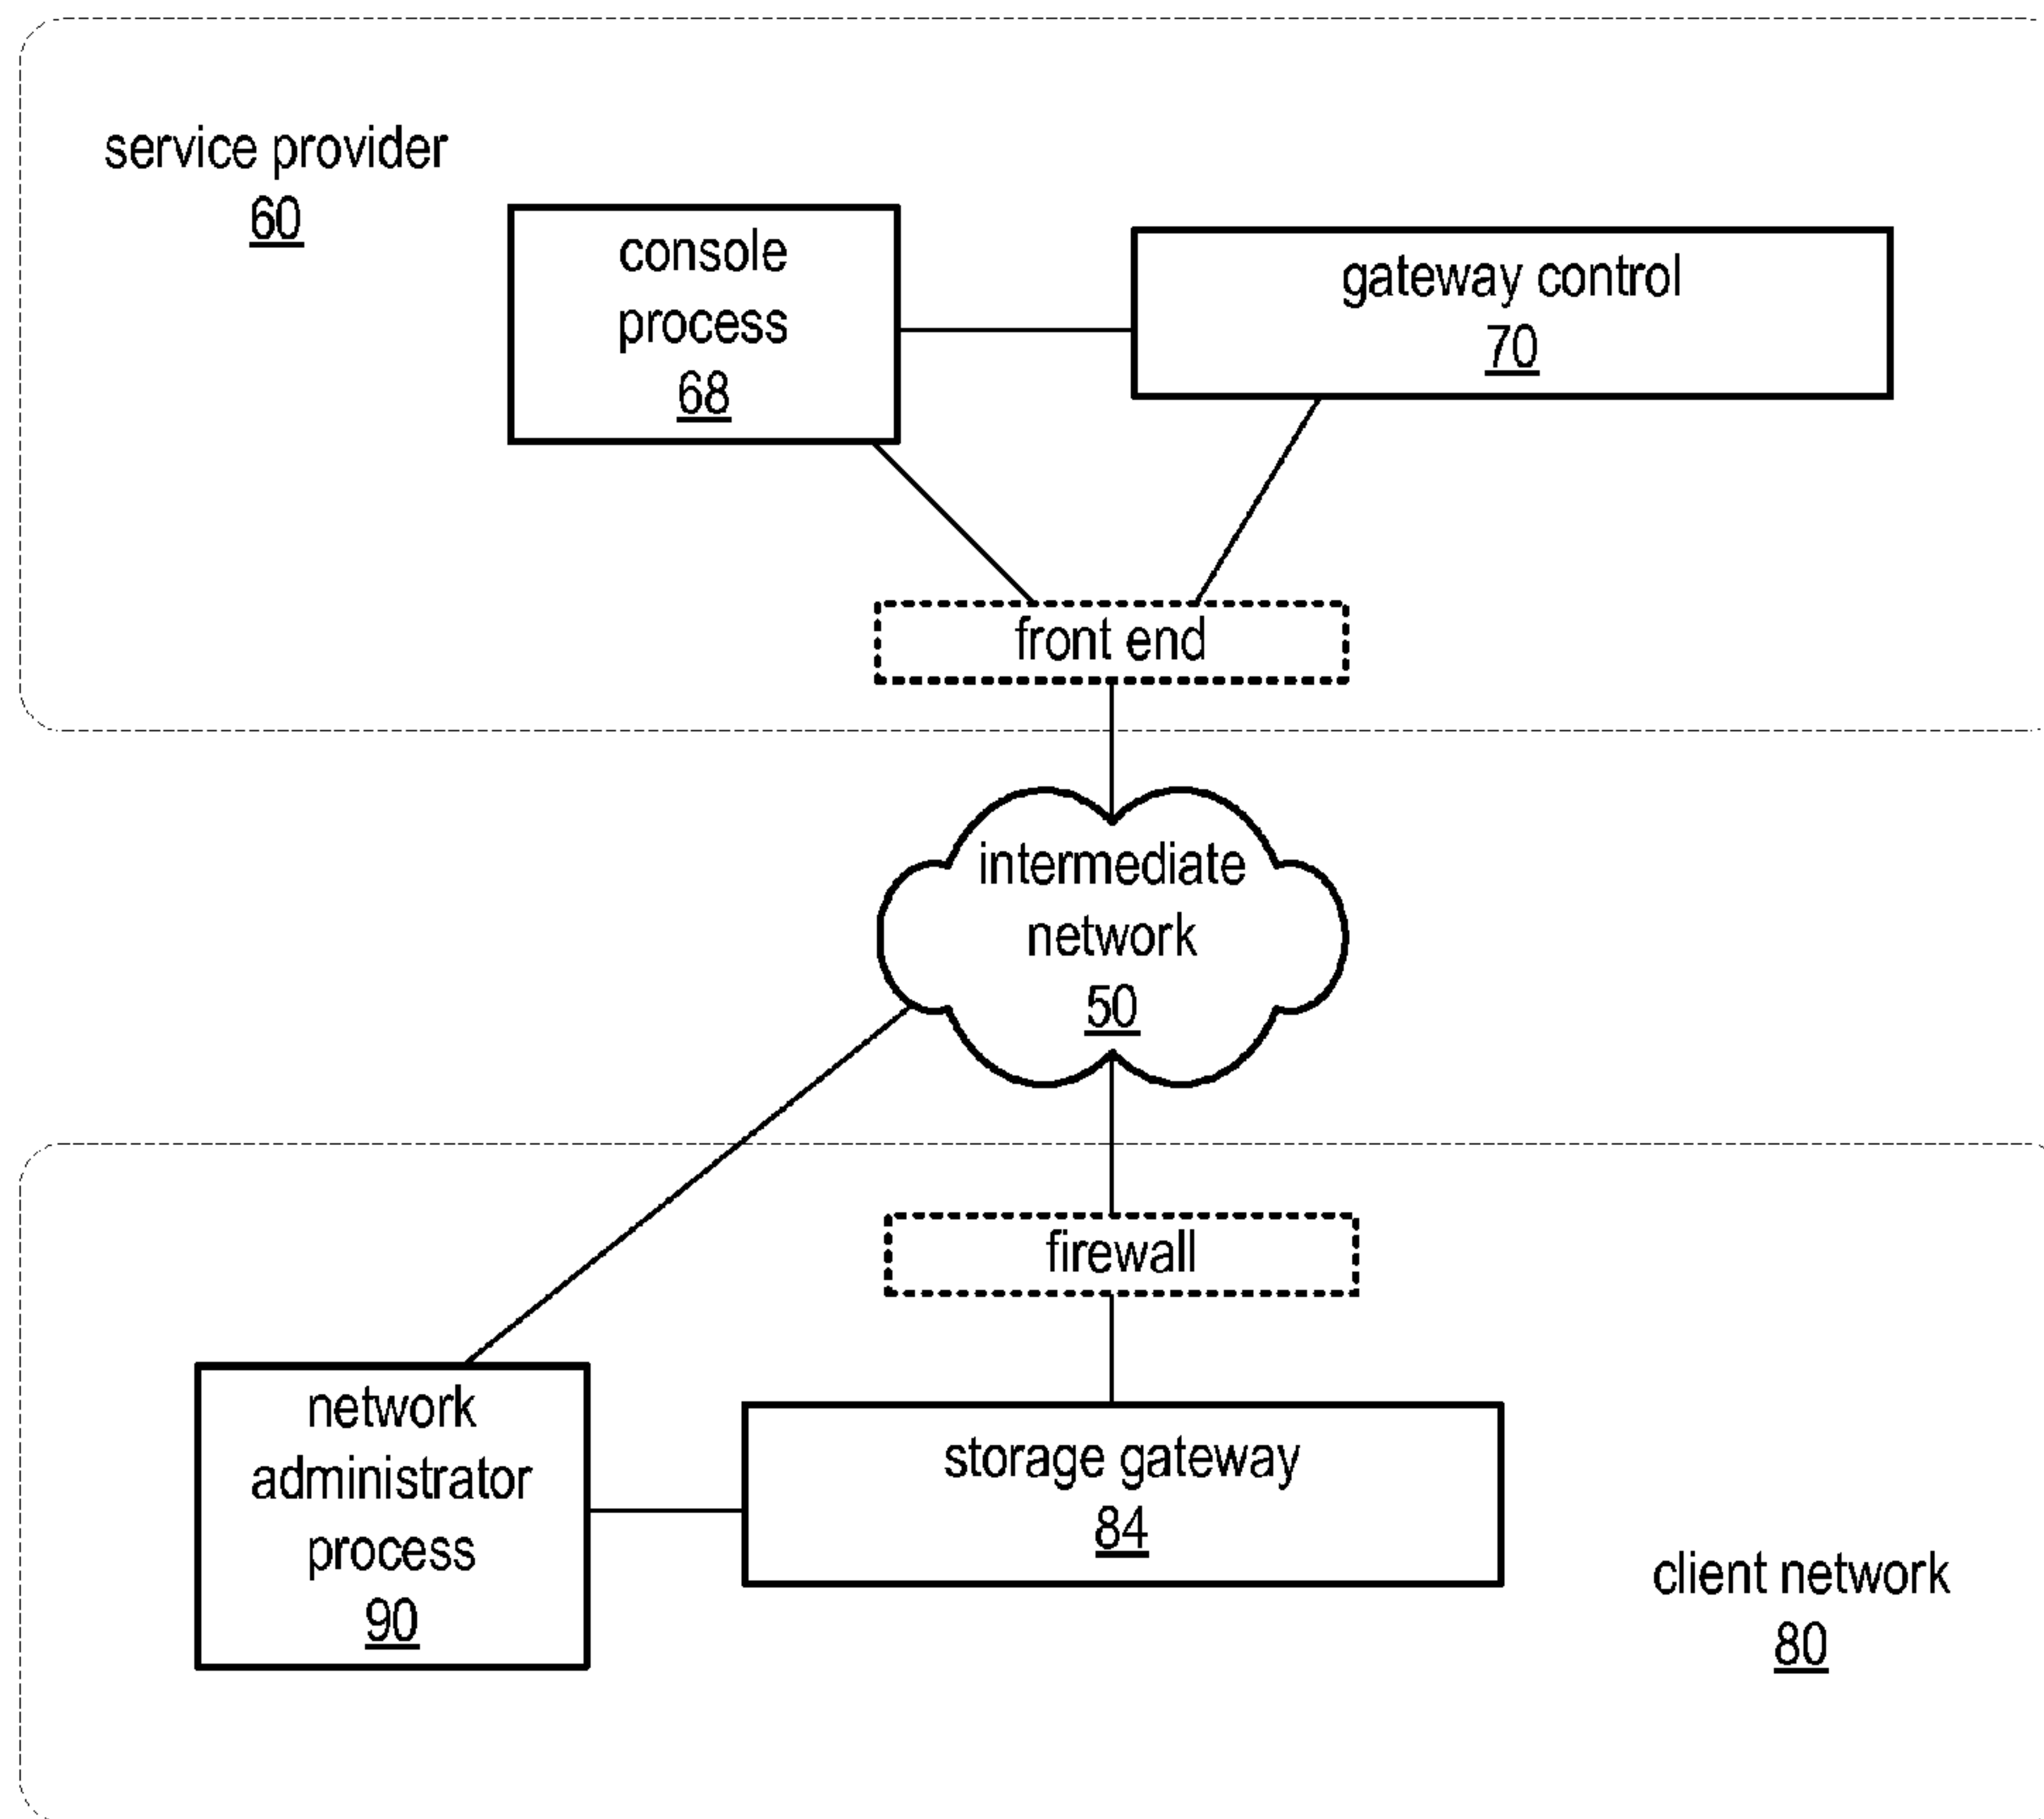 service provider
60
console
process
68
gateway control
70
front end
intermediate
network
50
firewall
network
administrator
process
90
storage gateway
84
client network
80